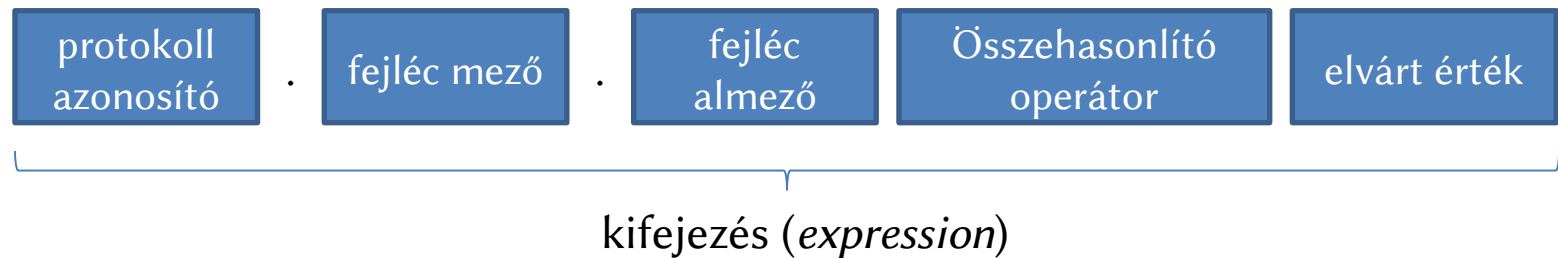 protokoll
azonosító
.
fejléc mező
.
fejléc
almező
Összehasonlító
operátor
elvárt érték
kifejezés (expression)